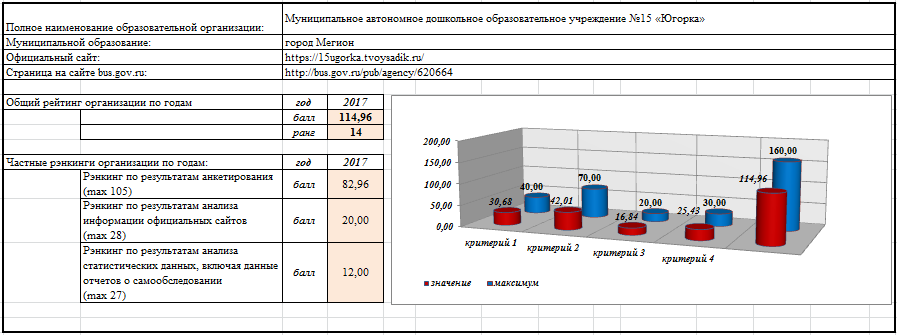 Полное наименование образовательной организации:
Муниципальное автономное дошкольное образовательное учреждение №15 «Югорка»
Муниципальной образование:
город Мегион
Официальный сайт:
https://15ugorka.tvoysadik.ru/
Страница на сайте bus.gov.ru:
http://bus.gov.ru/pub/agency/620664
Общий рейтинг организации по годам
год
2017
балл
114,96
ранг
14
Частные рэнкинги организации по годам:
год
2017
Рэнкинг по результатам анкетирования
(max 105)
балл
82,96
Рэнкинг по результатам анализа
информации официальных сайтов
(max 28)
балл
20,00
Рэнкинг по результатам анализа
статистических данных, включая данные
отчетов о самообследовании
(max 27)
балл
12,00
200,00
150,00
100,00
50,00
0,00
30,68
40,00
42,01
70,00
16,84
20,00
25,43
30,00
114,96
160,00
критерий 1
критерий 2
критерий 3
критерий 4
значение
максимум